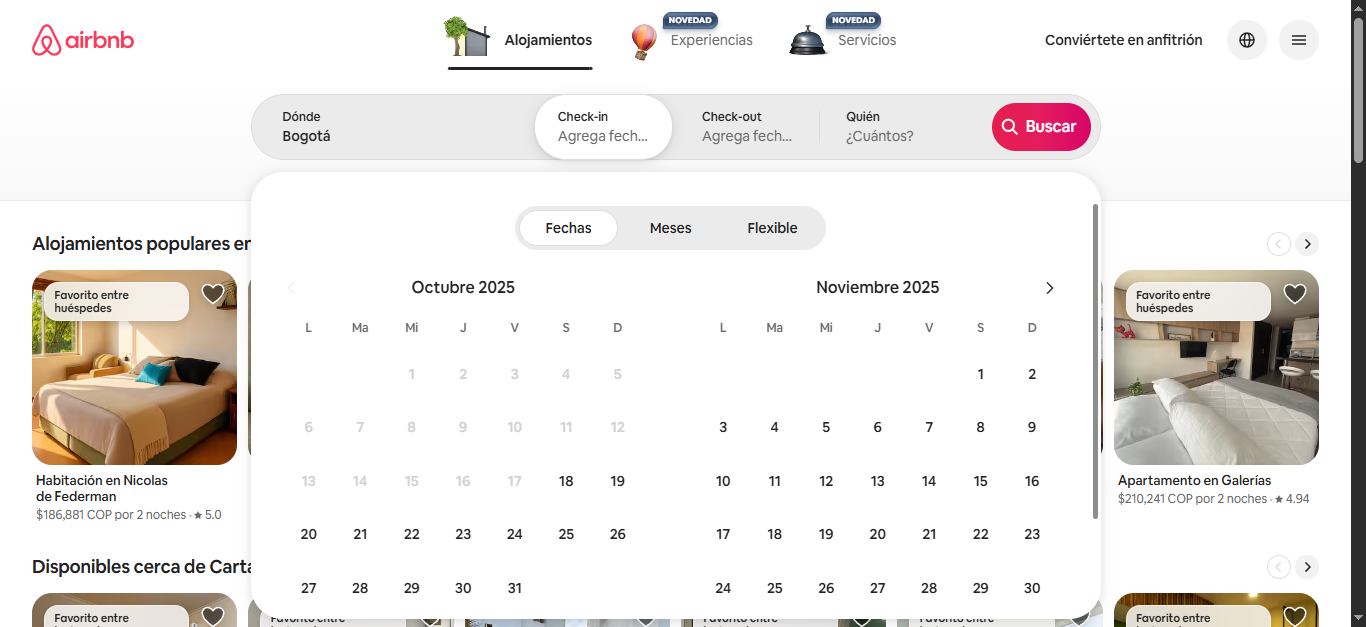 airbnb
Alojamientos
NOVEDAD
Experiencias
NOVEDAD
Servicios
Conviértete en anfitrión
Dónde
Bogotá
Check-in
Agrega fech...
Check-out
Agrega fech...
Quién
¿Cuántos?
Buscar
Fechas
Meses
Flexible
Octubre 2025
L Ma Mi J V S D
1 2 3 4 5
6 7 8 9 10 11 12
13 14 15 16 17 18 19
20 21 22 23 24 25 26
27 28 29 30 31
Noviembre 2025
L Ma Mi J V S D
1 2
3 4 5 6 7 8 9
10 11 12 13 14 15 16
17 18 19 20 21 22 23
24 25 26 27 28 29 30
Alojamientos populares en
Favorito entre
huéspedes
Habitación en Nicolas
de Federman
$186,881 COP por 2 noches · ★ 5.0
Favorito entre
huéspedes
Apartamento en Galerías
$210,241 COP por 2 noches · ★ 4.94
Disponibles cerca de Carta
Favorito entre
Favorito entre
Favorito entre
Favorito entre
Favorito entre